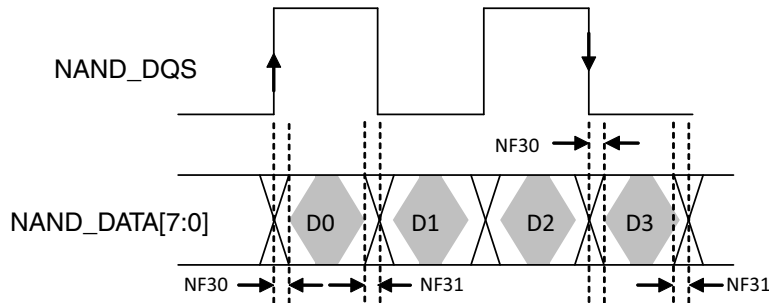 NAND_DQS
NF30
NAND_DATA[7:0]
D0
D1
D2
D3
NF30
NF31
NF31